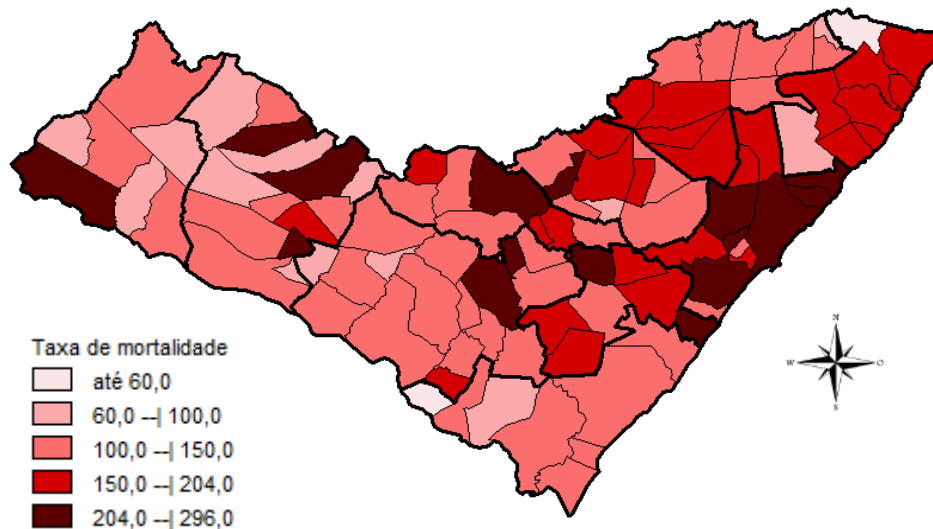 Taxa de mortalidade
até 60,0
60,0 --| 100,0
100,0 --| 150,0
150,0 --| 204,0
204,0 --| 296,0
N
W O
S